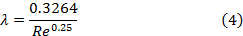 λ = 0.3264 / Re^0.25 (4)